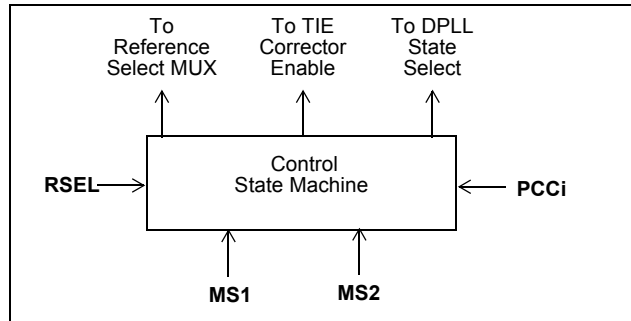 To
Reference
Select MUX
To TIE
Corrector
Enable
To DPLL
State
Select
Control
State Machine
RSEL
PCCi
MS1
MS2